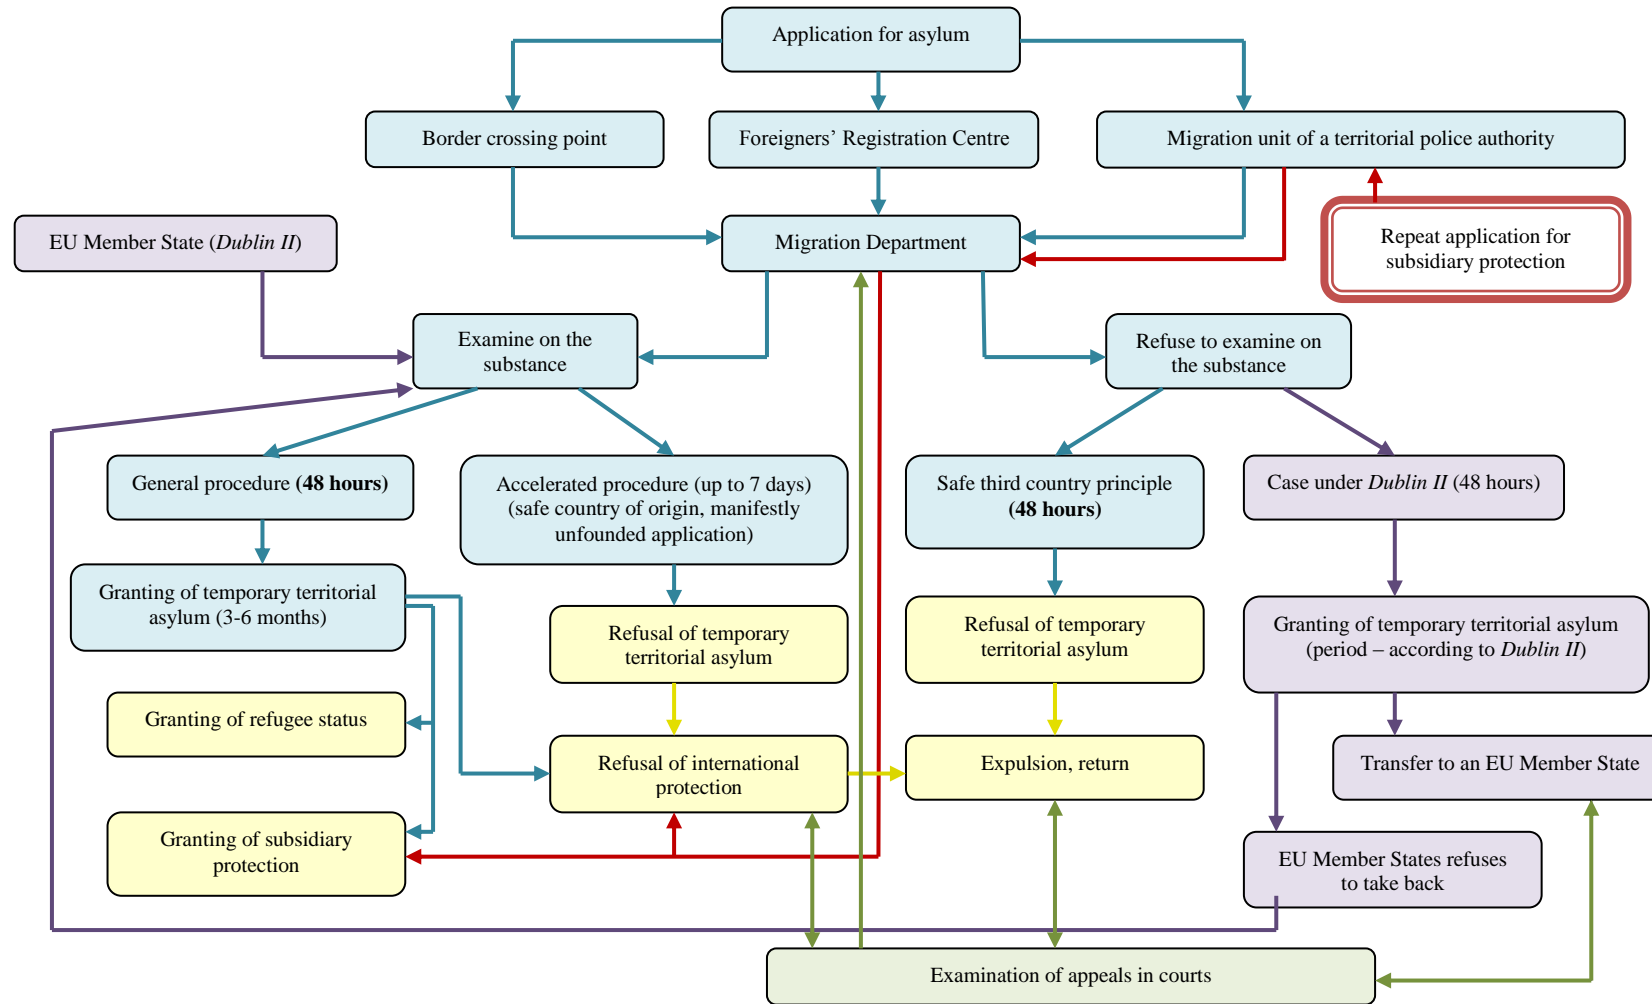 Application for asylum
Border crossing point
Foreigners’ Registration Centre
Migration unit of a territorial police authority
EU Member State (Dublin II)
Migration Department
Repeat application for
subsidiary protection
Examine on the
substance
Refuse to examine on
the substance
General procedure (48 hours)
Accelerated procedure (up to 7 days)
(safe country of origin, manifestly
unfounded application)
Safe third country principle
(48 hours)
Case under Dublin II (48 hours)
Granting of temporary territorial
asylum (3-6 months)
Refusal of temporary
territorial asylum
Refusal of temporary
territorial asylum
Granting of temporary territorial asylum
(period – according to Dublin II)
Granting of refugee status
Refusal of international
protection
Expulsion, return
Transfer to an EU Member State
Granting of subsidiary
protection
EU Member States refuses
to take back
Examination of appeals in courts